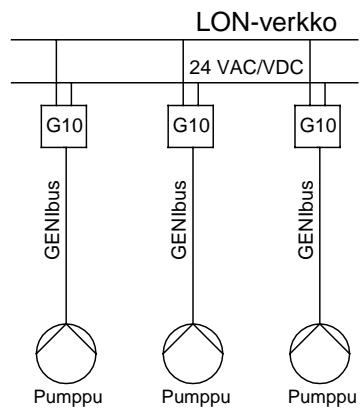 LON-verkko
24 VAC/VDC
G10
G10
G10
GENIbus
GENIbus
GENIbus
Pumppu
Pumppu
Pumppu